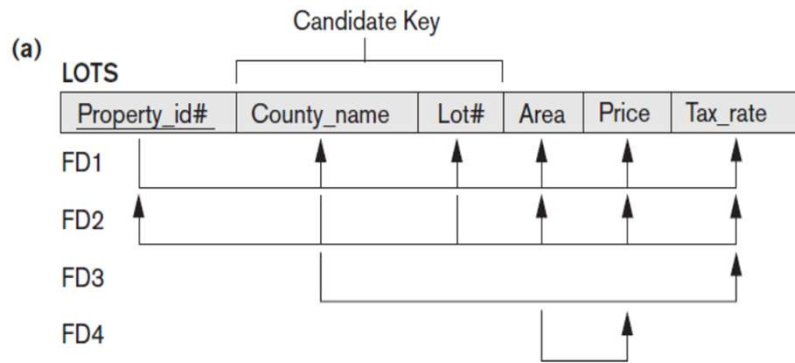 Candidate Key
(a)
LOTS
Property_id# County_name Lot# Area Price Tax_rate
FD1
FD2
FD3
FD4